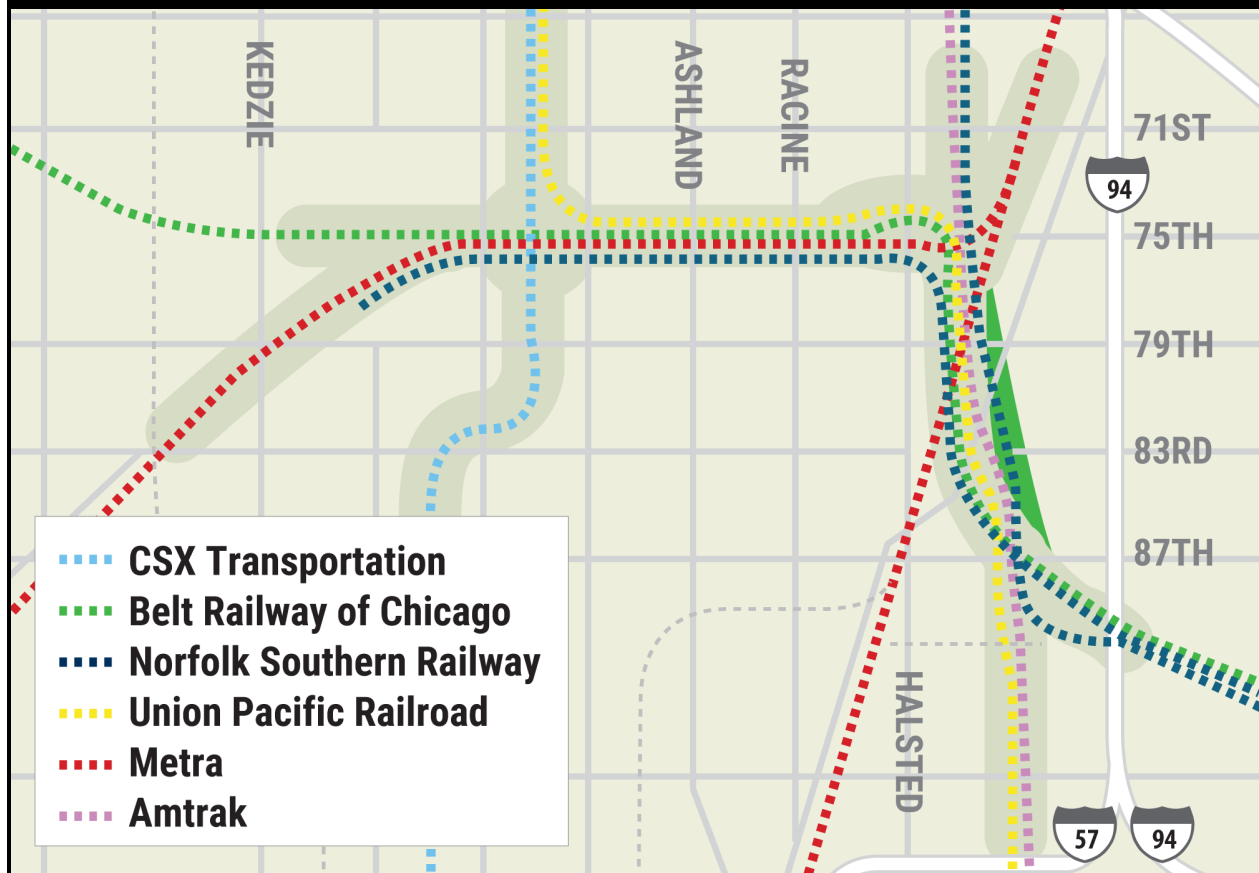 KEDZIE
ASHLAND
RACINE
71ST
94
75TH
79TH
83RD
87TH
HALSTED
57
94
CSX Transportation
Belt Railway of Chicago
Norfolk Southern Railway
Union Pacific Railroad
Metra
Amtrak